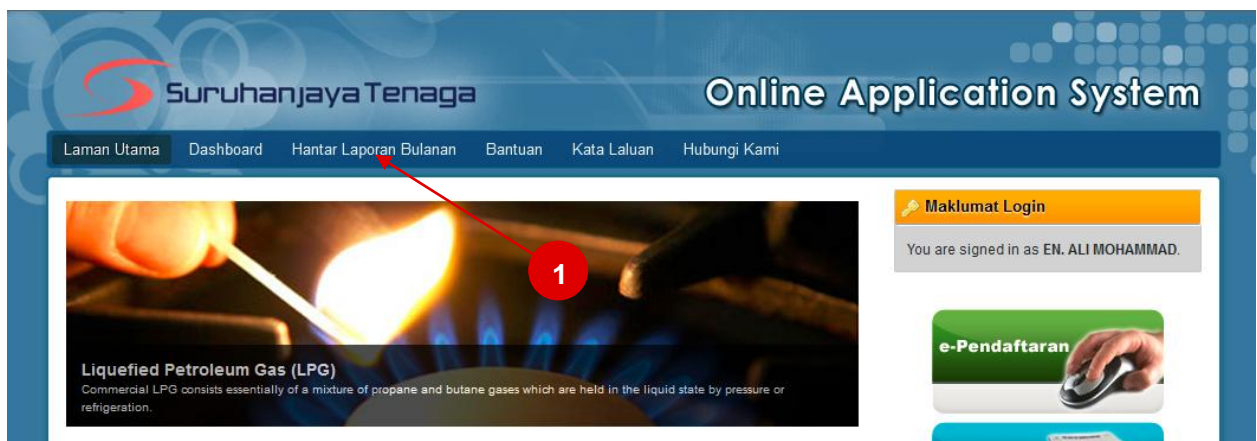 Suruhanjaya Tenaga
Online Application System
Laman Utama Dashboard Hantar Laporan Bulanan Bantuan Kata Laluan Hubungi Kami
Maklumat Login
You are signed in as EN. ALI MOHAMMAD.
1
Liquefied Petroleum Gas (LPG)
Commercial LPG consists essentially of a mixture of propane and butane gases which are held in the liquid state by pressure or
refrigeration.
e-Pendaftaran